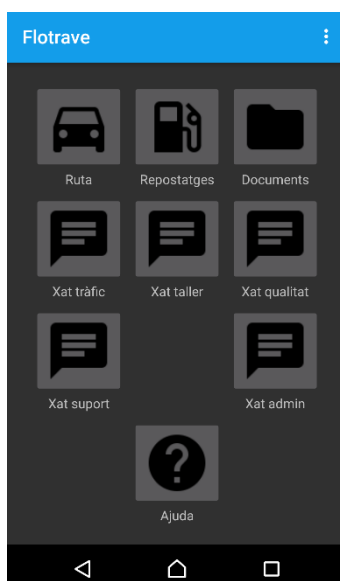 Flotrave
Ruta
Repostatges
Documents
Xat tràfic
Xat taller
Xat qualitat
Xat suport
Xat admin
Ajuda